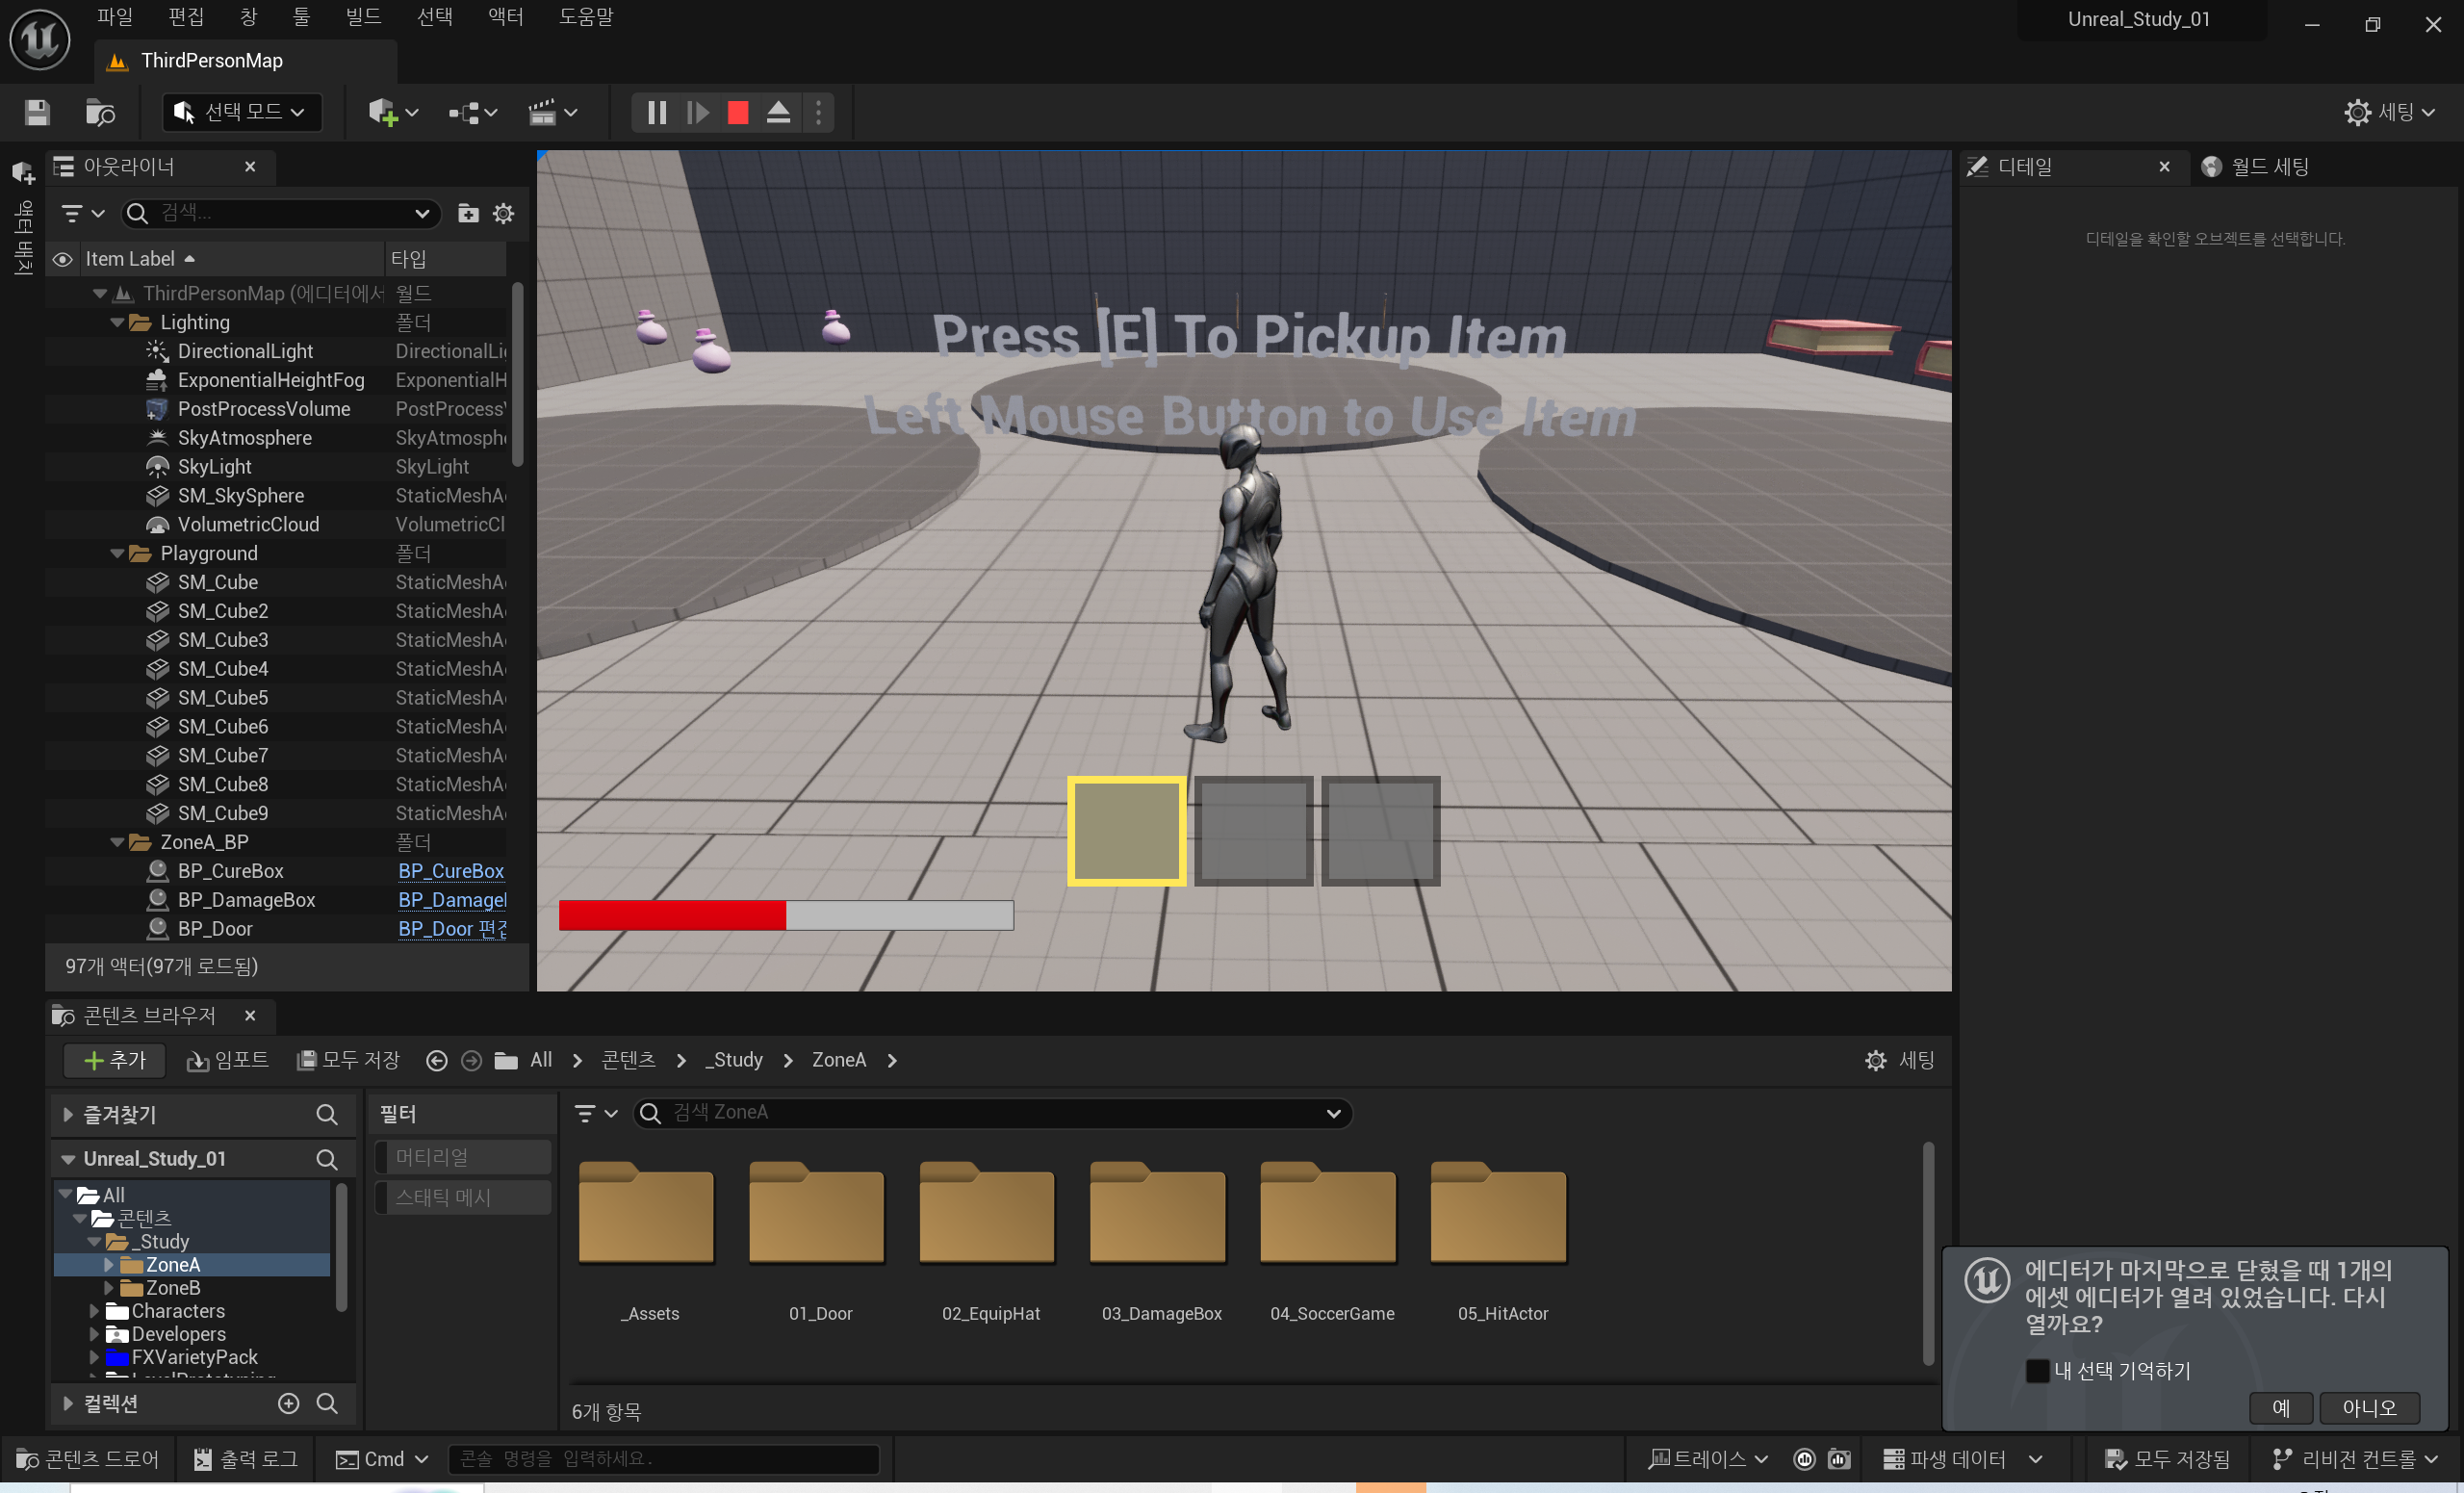 파일 편집 창 툴 빌드 선택 액터 도움말
Unreal_Study_01
ThirdPersonMap
선택 모드
세팅
액터 배치
아웃라이너
검색...
Item Label 타입
ThirdPersonMap (에디터에서 월드
Lighting 폴더
DirectionalLight DirectionalLi
ExponentialHeightFog ExponentialH
PostProcessVolume PostProcessV
SkyAtmosphere SkyAtmosphe
SkyLight SkyLight
SM_SkySphere StaticMeshA
VolumetricCloud VolumetricCl
Playground 폴더
SM_Cube StaticMeshA
SM_Cube2 StaticMeshA
SM_Cube3 StaticMeshA
SM_Cube4 StaticMeshA
SM_Cube5 StaticMeshA
SM_Cube6 StaticMeshA
SM_Cube7 StaticMeshA
SM_Cube8 StaticMeshA
SM_Cube9 StaticMeshA
ZoneA_BP 폴더
BP_CureBox BP_CureBox
BP_DamageBox BP_Damage
BP_Door BP_Door 편집
97개 액터(97개 로드됨)
Press [E] To Pickup Item
Left Mouse Button to Use Item
디테일
월드 세팅
디테일을 확인할 오브젝트를 선택합니다.
콘텐츠 브라우저
추가 임포트 모두 저장 All 콘텐츠 _Study ZoneA
세팅
즐겨찾기
Unreal_Study_01
All
콘텐츠
_Study
ZoneA
ZoneB
Characters
Developers
FXVarietyPack
LevelPrototyping
컬렉션
필터
머티리얼
스태틱 메시
검색 ZoneA
_Assets 01_Door 02_EquipHat 03_DamageBox 04_SoccerGame 05_HitActor
6개 항목
에디터가 마지막으로 닫혔을 때 1개의
에셋 에디터가 열려 있었습니다. 다시
열까요?
내 선택 기억하기
예 아니오
콘텐츠 드로어 출력 로그 Cmd 콘솔 명령을 입력하세요.
트레이스 파생 데이터 모두 저장됨 리비전 컨트롤